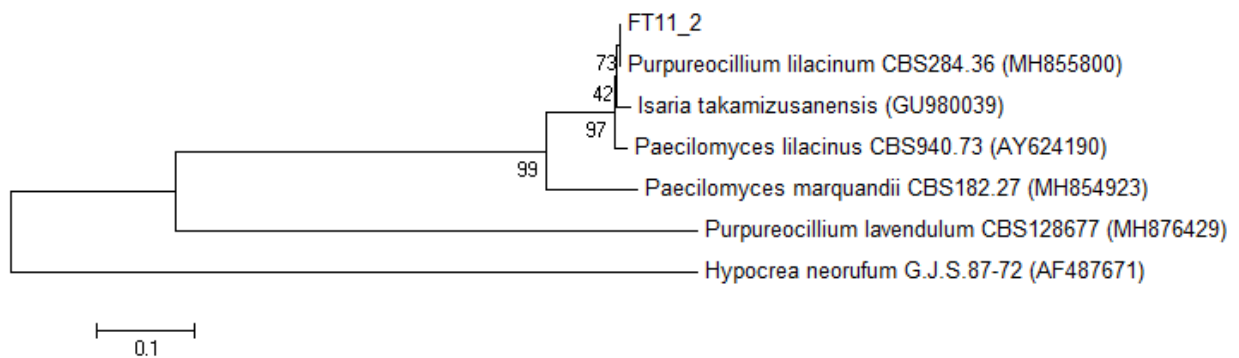 FT11_2
73
Purpureocillium lilacinum CBS284.36 (MH855800)
42
Isaria takamizusanensis (GU980039)
97
Paecilomyces lilacinus CBS940.73 (AY624190)
99
Paecilomyces marquandii CBS182.27 (MH854923)
Purpureocillium lavendulum CBS128677 (MH876429)
Hypocrea neorufum G.J.S.87-72 (AF487671)
0.1